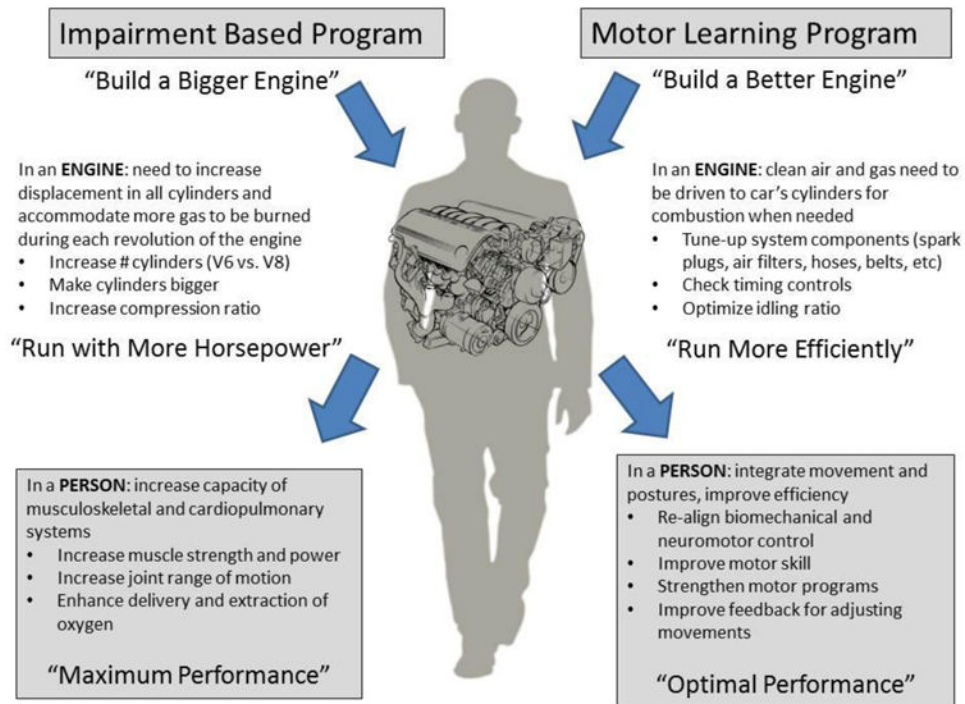 Impairment Based Program
"Build a Bigger Engine"
In an ENGINE: need to increase
displacement in all cylinders and
accommodate more gas to be burned
during each revolution of the engine
• Increase # cylinders (V6 vs. V8)
• Make cylinders bigger
• Increase compression ratio
"Run with More Horsepower"
In a PERSON: increase capacity of
musculoskeletal and cardiopulmonary
systems
• Increase muscle strength and power
• Increase joint range of motion
• Enhance delivery and extraction of
oxygen
"Maximum Performance"
Motor Learning Program
"Build a Better Engine"
In an ENGINE: clean air and gas need to
be driven to car's cylinders for
combustion when needed
• Tune-up system components (spark
plugs, air filters, hoses, belts, etc)
• Check timing controls
• Optimize idling ratio
"Run More Efficiently"
In a PERSON: integrate movement and
postures, improve efficiency
• Re-align biomechanical and
neuromotor control
• Improve motor skill
• Strengthen motor programs
• Improve feedback for adjusting
movements
"Optimal Performance"